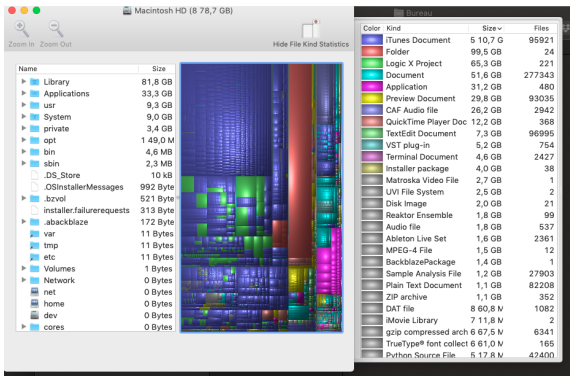 Macintosh HD (8 78,7 GB)
Zoom In Zoom Out
Hide File Kind Statistics
Name Size
Library 81,8 GB
Applications 33,3 GB
usr 9,3 GB
System 9,0 GB
private 3,4 GB
opt 1 49,0 M
bin 4,6 MB
sbin 2,3 MB
.DS_Store 10 kB
.OSInstallerMessages 992 Byte
.bzvol 521 Byte
installer.failurerequests 313 Byte
.abackblaze 172 Byte
var 11 Bytes
tmp 11 Bytes
etc 11 Bytes
Volumes 1 Bytes
Network 0 Bytes
net 0 Bytes
home 0 Bytes
dev 0 Bytes
cores 0 Bytes
Bureau
Color Kind Size Files
iTunes Document 5 10,7 G 95921
Folder 99,5 GB 24
Logic X Project 65,3 GB 221
Document 51,6 GB 277343
Application 31,2 GB 480
Preview Document 29,8 GB 93035
CAF Audio file 26,2 GB 2942
QuickTime Player Doc 12,2 GB 368
TextEdit Document 7,3 GB 96995
VST plug-in 5,2 GB 754
Terminal Document 4,6 GB 2427
Installer package 4,0 GB 38
Matroska Video File 2,7 GB 1
UVI File System 2,5 GB 2
Disk Image 2,0 GB 21
Reaktor Ensemble 1,8 GB 99
Audio file 1,8 GB 537
Ableton Live Set 1,6 GB 2361
MPEG-4 File 1,5 GB 12
BackblazePackage 1,4 GB 1
Sample Analysis File 1,2 GB 27903
Plain Text Document 1,1 GB 82208
ZIP archive 1,1 GB 352
DAT file 8 60,8 M 1082
iMovie Library 7 11,8 M 2
gzip compressed arch 6 67,5 M 6341
TrueType® font collect 6 61,0 M 165
Python Source File 5 17,8 M 42400